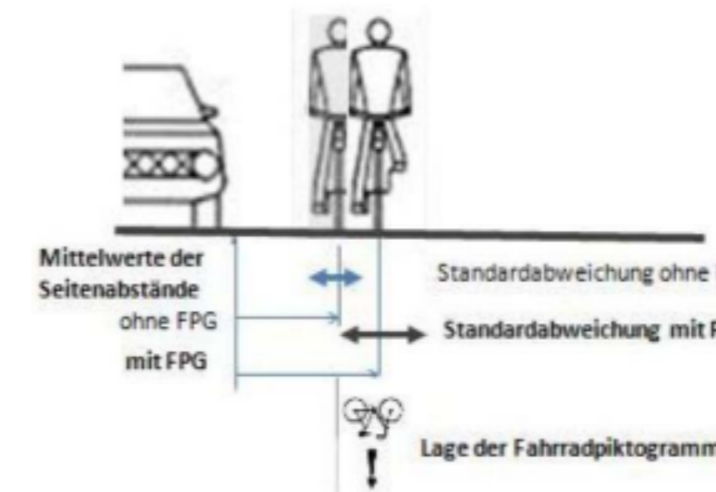 Mittelwerte der
Seitenabstände
ohne FPG
mit FPG
Standardabweichung ohne
Standardabweichung mit
Lage der Fahrradpiktogramm